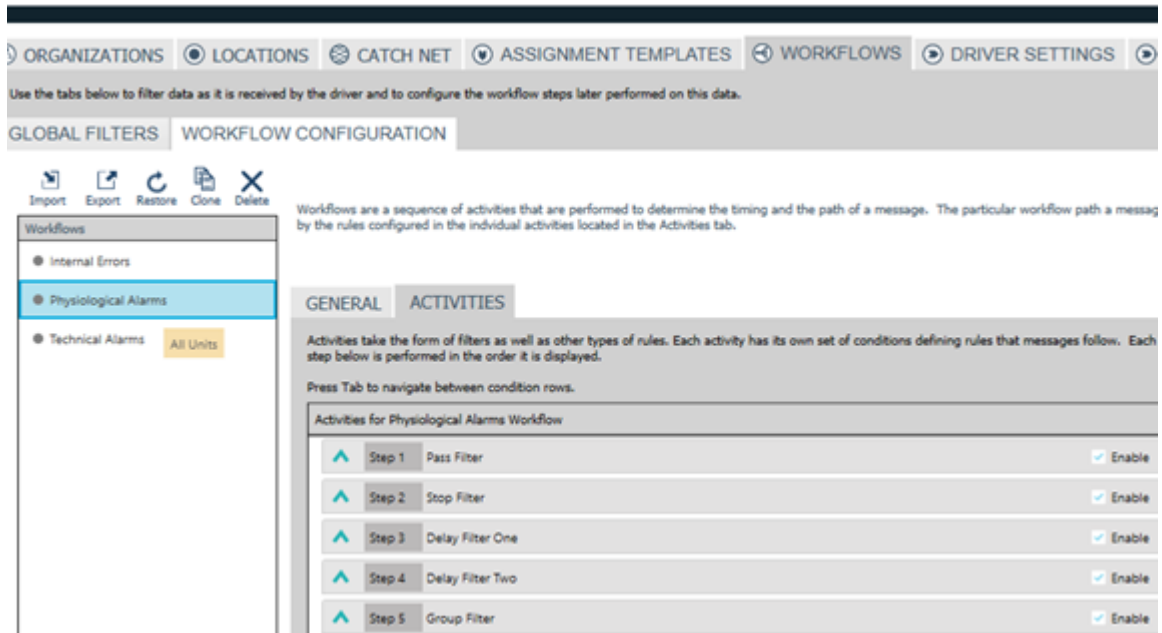 ORGANIZATIONS LOCATIONS CATCH NET ASSIGNMENT TEMPLATES WORKFLOWS DRIVER SETTINGS
Use the tabs below to filter data as it is received by the driver and to configure the workflow steps later performed on this data.
GLOBAL FILTERS WORKFLOW CONFIGURATION
Import Export Restore Clone Delete
Workflows are a sequence of activities that are performed to determine the timing and the path of a message. The particular workflow path a messag
by the rules configured in the indvidual activities located in the Activities tab.
Workflows
Internal Errors
Physiological Alarms
Technical Alarms All Units
GENERAL ACTIVITIES
Activities take the form of filters as well as other types of rules. Each activity has its own set of conditions defining rules that messages follow. Each
step below is performed in the order it is displayed.
Press Tab to navigate between condition rows.
Activities for Physiological Alarms Workflow
Step 1 Pass Filter Enable
Step 2 Stop Filter Enable
Step 3 Delay Filter One Enable
Step 4 Delay Filter Two Enable
Step 5 Group Filter Enable